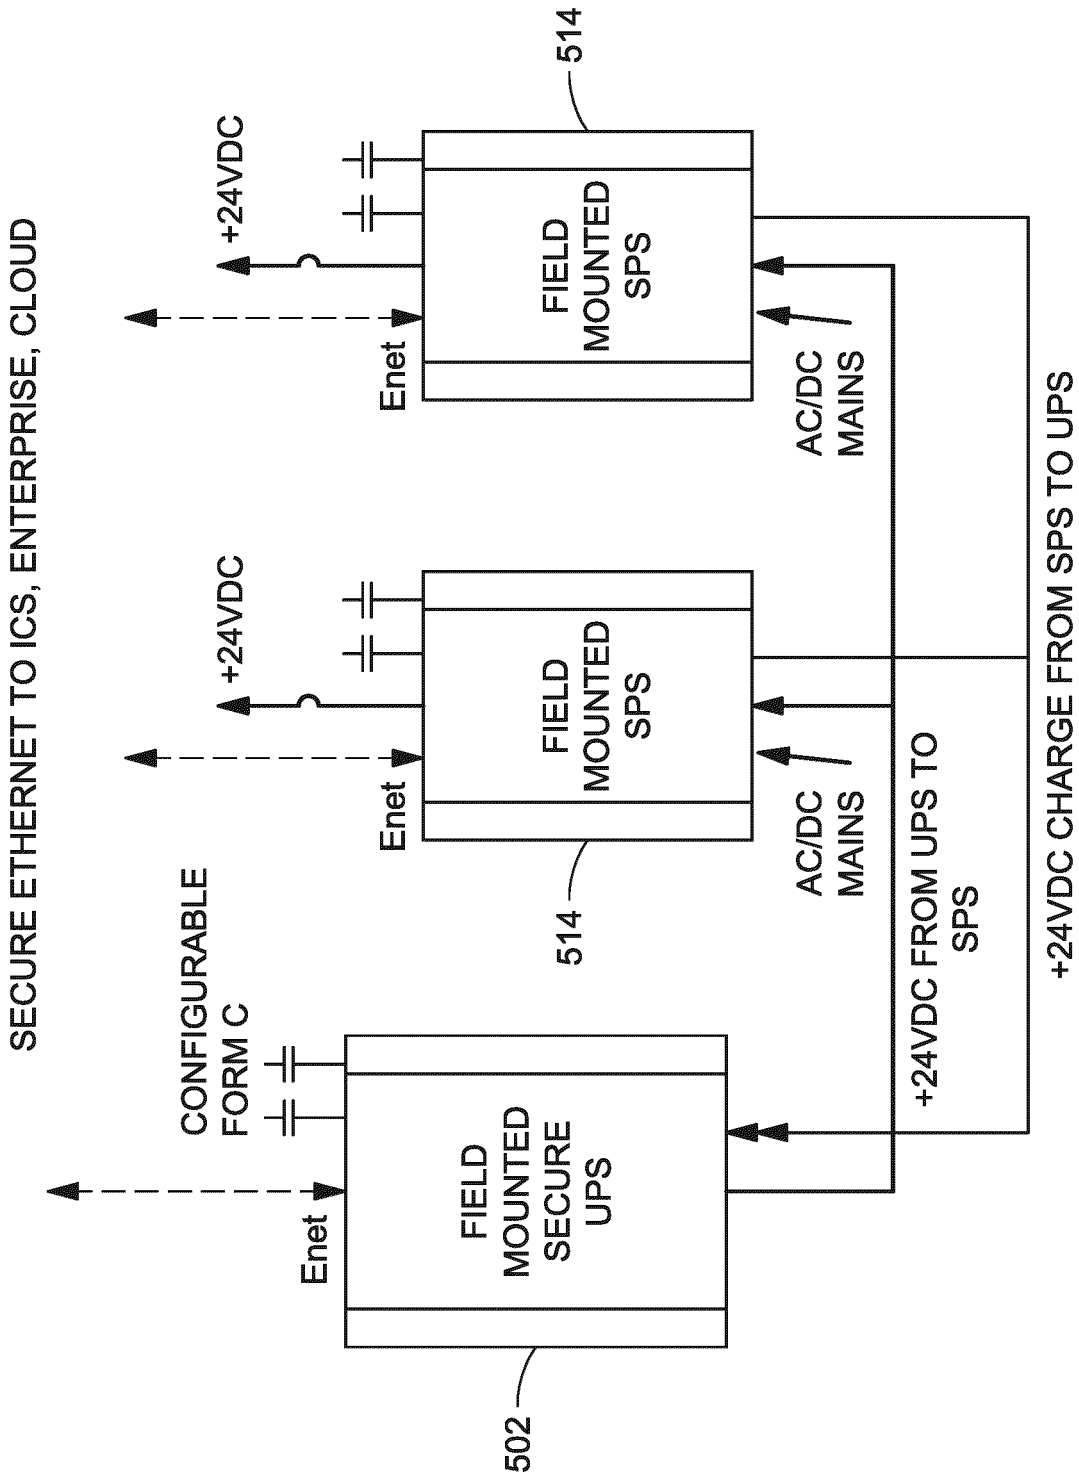 SECURE ETHERNET TO ICS, ENTERPRISE, CLOUD
CONFIGURABLE
FORM C
Enet
FIELD
MOUNTED
SECURE
UPS
502
+24VDC
Enet
FIELD
MOUNTED
SPS
514
AC/DC
MAINS
+24VDC
Enet
FIELD
MOUNTED
SPS
514
AC/DC
MAINS
+24VDC FROM UPS TO
SPS
+24VDC CHARGE FROM SPS TO UPS